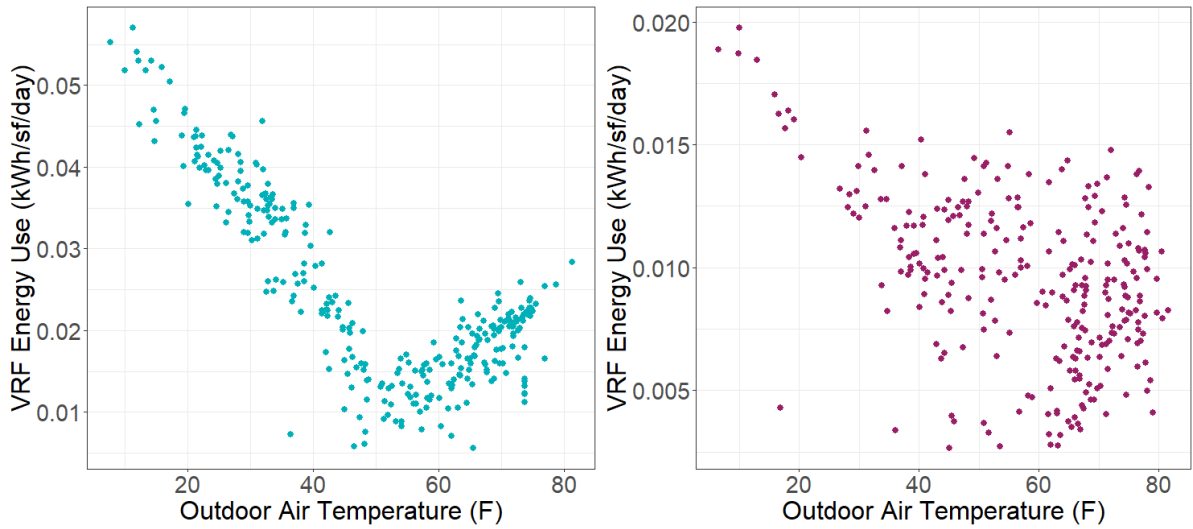 VRF Energy Use (kWh/sf/day)
0.05
0.04
0.03
0.02
0.01
20 40 60 80
Outdoor Air Temperature (F)
VRF Energy Use (kWh/sf/day)
0.020
0.015
0.010
0.005
20 40 60 80
Outdoor Air Temperature (F)